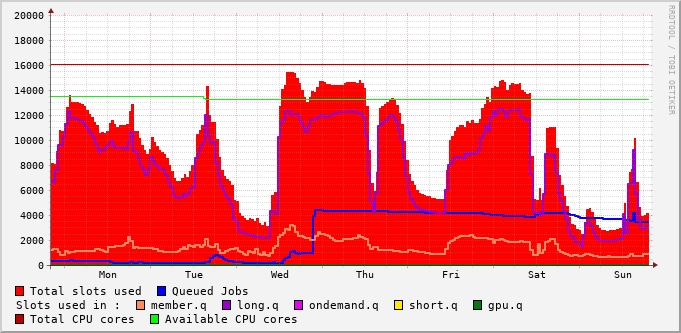 20000
18000
16000
14000
12000
10000
8000
6000
4000
2000
0
Mon Tue Wed Thu Fri Sat Sun
RRDTOOL / TOBI OETIKER
Total slots used Queued Jobs
Slots used in : member.q long.q ondemand.q short.q gpu.q
Total CPU cores Available CPU cores